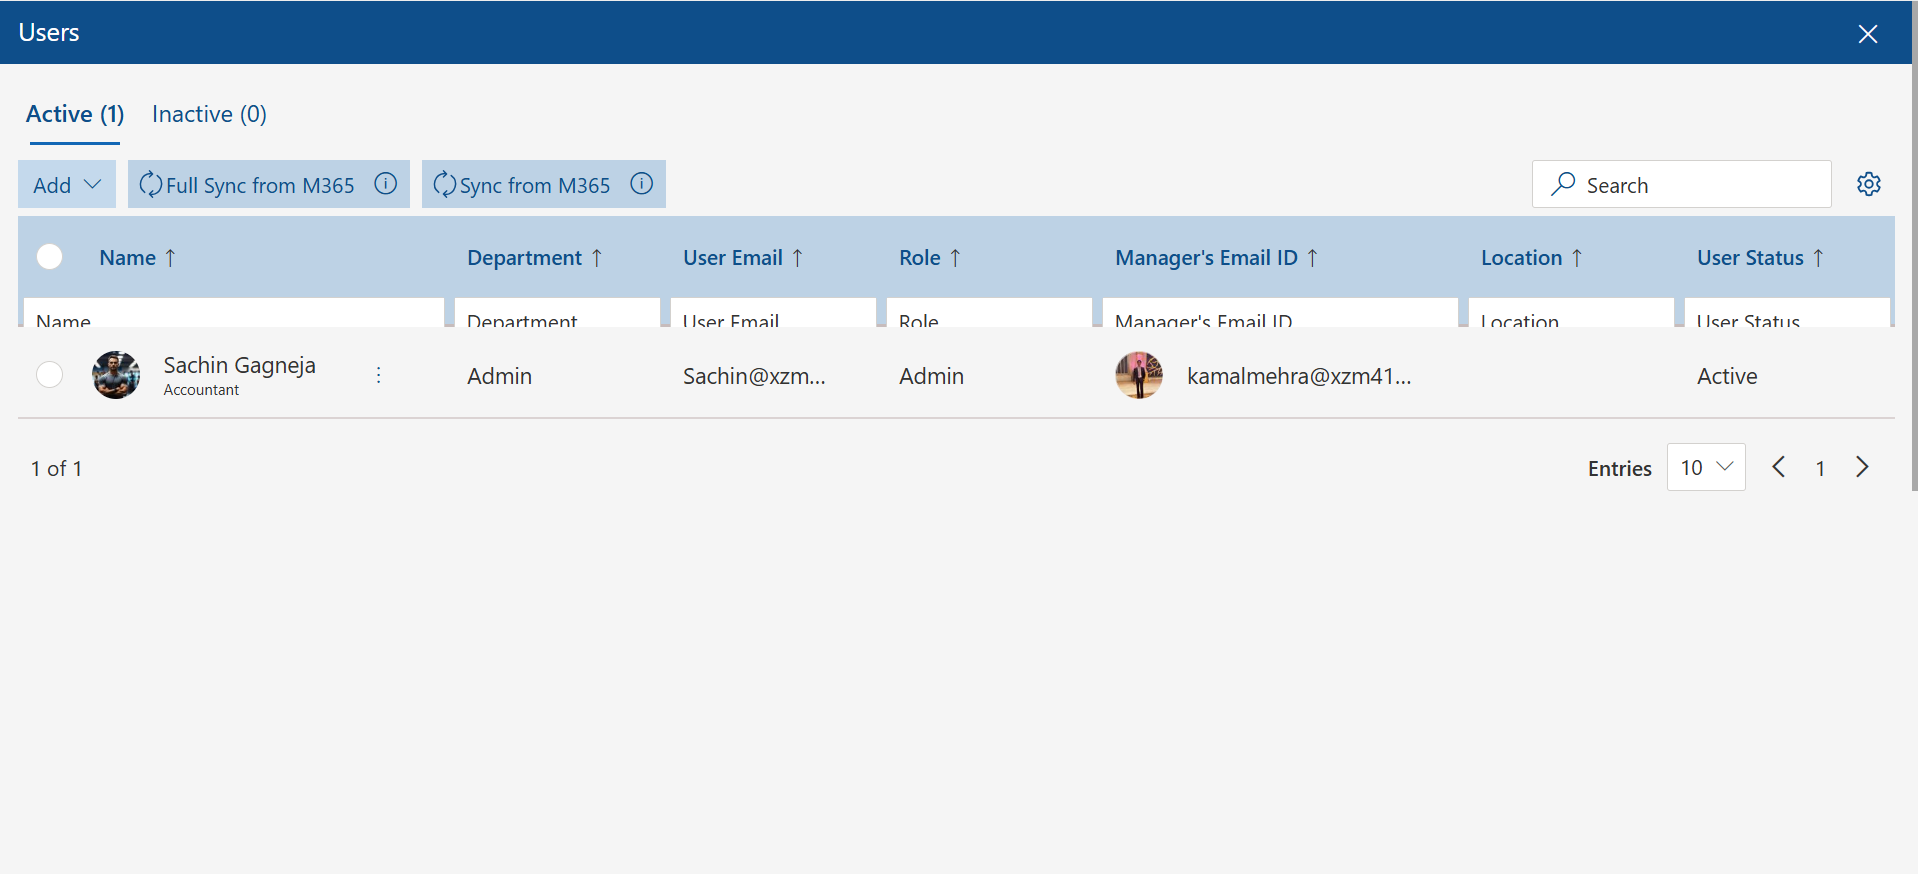 Users
Active (1) Inactive (0)
Add Full Sync from M365 Sync from M365 Search
Name Department User Email Role Manager's Email ID Location User Status
Name Department User Email Role Manager's Email ID Location User Status
Sachin Gagneja Admin Sachin@xzm... Admin kamalmehra@xzm41... Active
Accountant
1 of 1 Entries 10 1